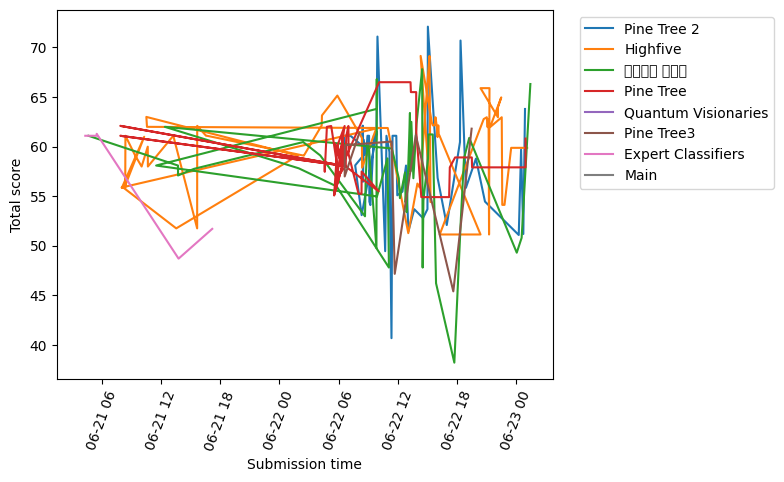 Total score
70
65
60
55
50
45
40
06-21 06
06-21 12
06-21 18
06-22 00
06-22 06
06-22 12
06-22 18
06-23 00
Submission time
Pine Tree 2
Highfive
Pine Tree
Quantum Visionaries
Pine Tree3
Expert Classifiers
Main